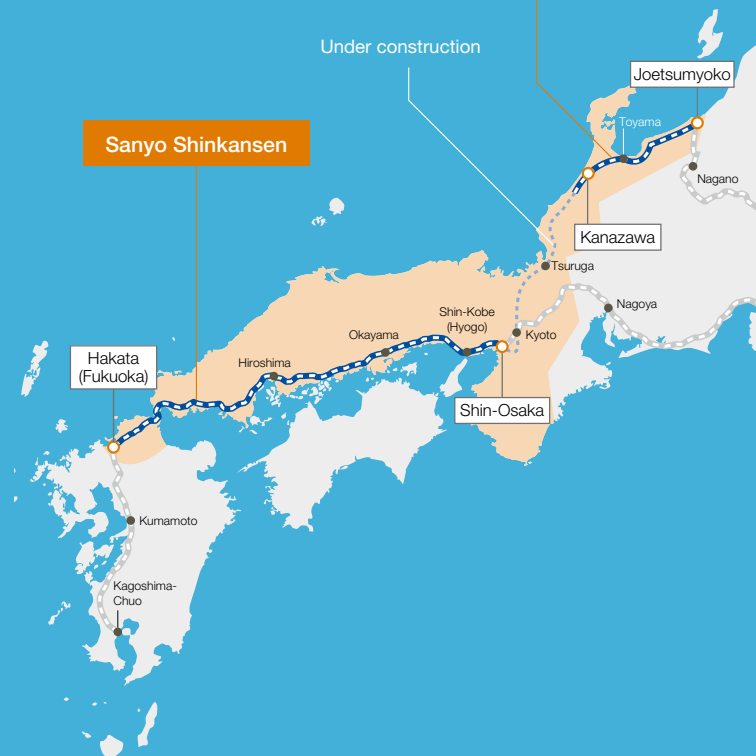 Under construction
Joetsumyoko
Toyama
Sanyo Shinkansen
Nagano
Kanazawa
Tsuruga
Nagoya
Shin-Kobe
(Hyogo)
Okayama
Kyoto
Hakata
(Fukuoka)
Hiroshima
Shin-Osaka
Kumamoto
Kagoshima-
Chuo